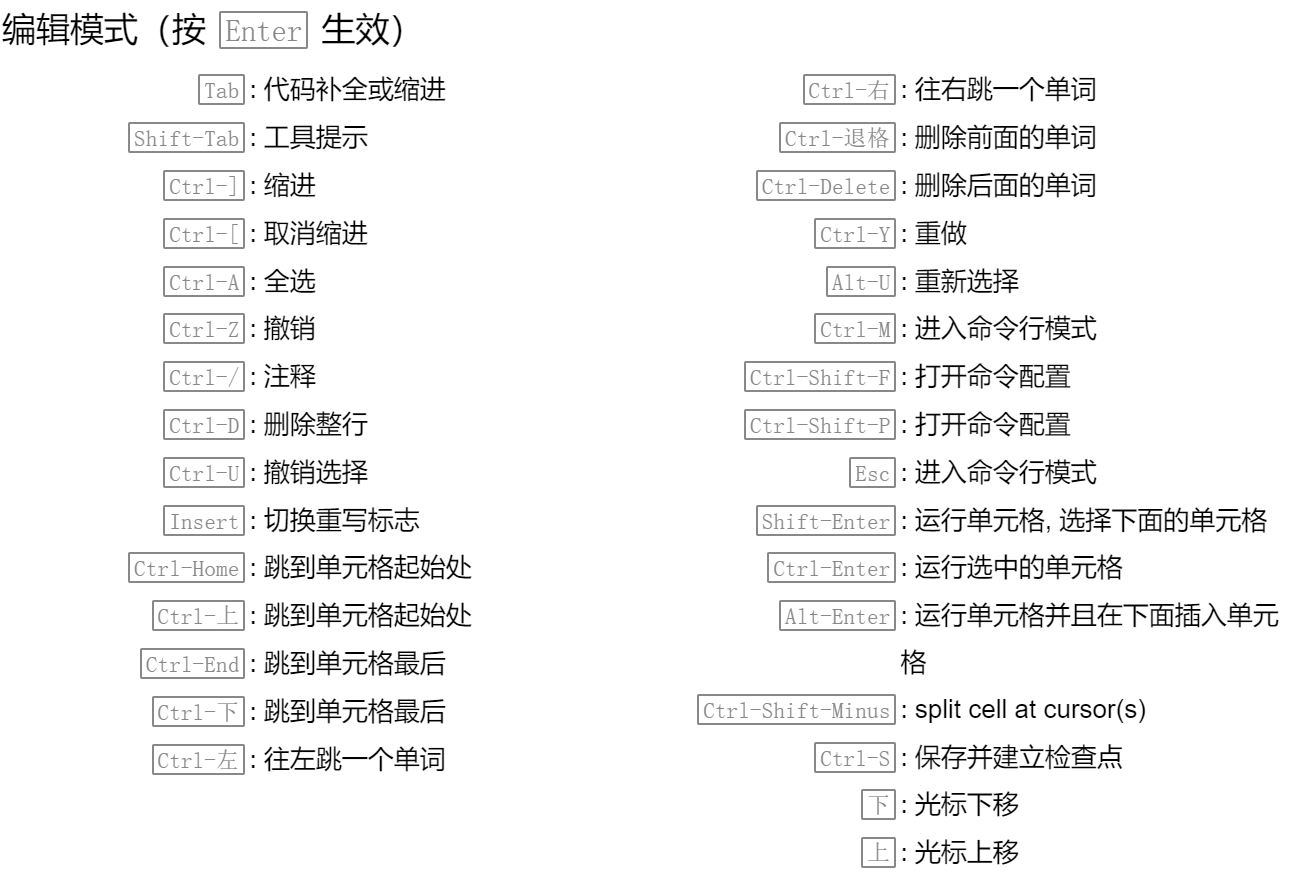 编辑模式（按 Enter 生效）
Tab : 代码补全或缩进
Shift-Tab : 工具提示
Ctrl-] : 缩进
Ctrl-[ : 取消缩进
Ctrl-A : 全选
Ctrl-Z : 撤销
Ctrl-/ : 注释
Ctrl-D : 删除整行
Ctrl-U : 撤销选择
Insert : 切换重写标志
Ctrl-Home : 跳到单元格起始处
Ctrl-上 : 跳到单元格起始处
Ctrl-End : 跳到单元格最后
Ctrl-下 : 跳到单元格最后
Ctrl-左 : 往左跳一个单词
Ctrl-右 : 往右跳一个单词
Ctrl-退格 : 删除前面的单词
Ctrl-Delete : 删除后面的单词
Ctrl-Y : 重做
Alt-U : 重新选择
Ctrl-M : 进入命令行模式
Ctrl-Shift-F : 打开命令配置
Ctrl-Shift-P : 打开命令配置
Esc : 进入命令行模式
Shift-Enter : 运行单元格, 选择下面的单元格
Ctrl-Enter : 运行选中的单元格
Alt-Enter : 运行单元格并且在下面插入单元
格
Ctrl-Shift-Minus : split cell at cursor(s)
Ctrl-S : 保存并建立检查点
下 : 光标下移
上 : 光标上移